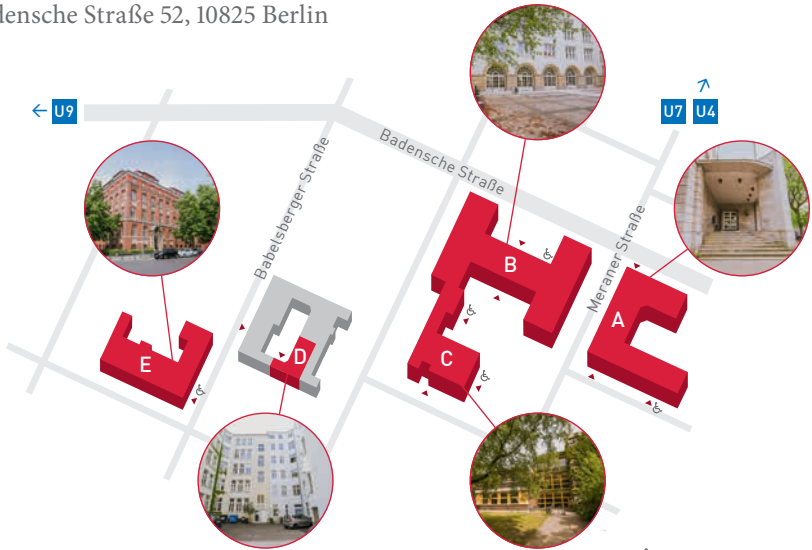 densche Straße 52, 10825 Berlin
← U9
U7 U4
Badensche Straße
Babelsberger Straße
Meraner Straße
B
A
C
D
E